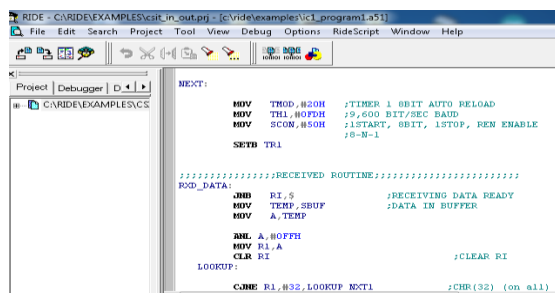 RIDE - C:\RIDE\EXAMPLES\csit_in_out.prj - [c:\ride\examples\ic1_program1.a51]
File Edit Search Project Tool View Debug Options RideScript Window Help
Project Debugger D
C:\RIDE\EXAMPLES\CS
NEXT:
MOV TMOD,#20H ;TIMER 1 8BIT AUTO RELOAD
MOV TH1,#0FDH ;9,600 BIT/SEC BAUD
MOV SCON,#50H ;1START, 8BIT, 1STOP, REN ENABLE
;8-N-1
SETB TR1
;;;;;;;;;;;;;;;;RECEIVED ROUTINE;;;;;;;;;;;;;;;;;;;;;;;;
RXD_DATA:
JNB RI,$ ;RECEIVING DATA READY
MOV TEMP,SBUF ;DATA IN BUFFER
MOV A,TEMP
ANL A,#0FFH
MOV R1,A
CLR RI ;CLEAR RI
LOOKUP:
CJNE R1,#32,LOOKUP_NXT1 ;CHR(32) (on all)